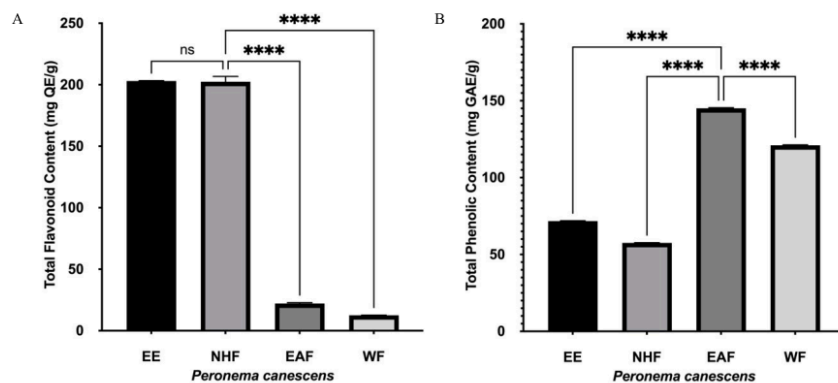 A
Total Flavonoid Content (mg QE/g)
250
200
150
100
50
0
ns
****
****
EE NHF EAF WF
Peronema canescens
B
Total Phenolic Content (mg GAE/g)
200
150
100
50
0
****
**** ****
EE NHF EAF WF
Peronema canescens